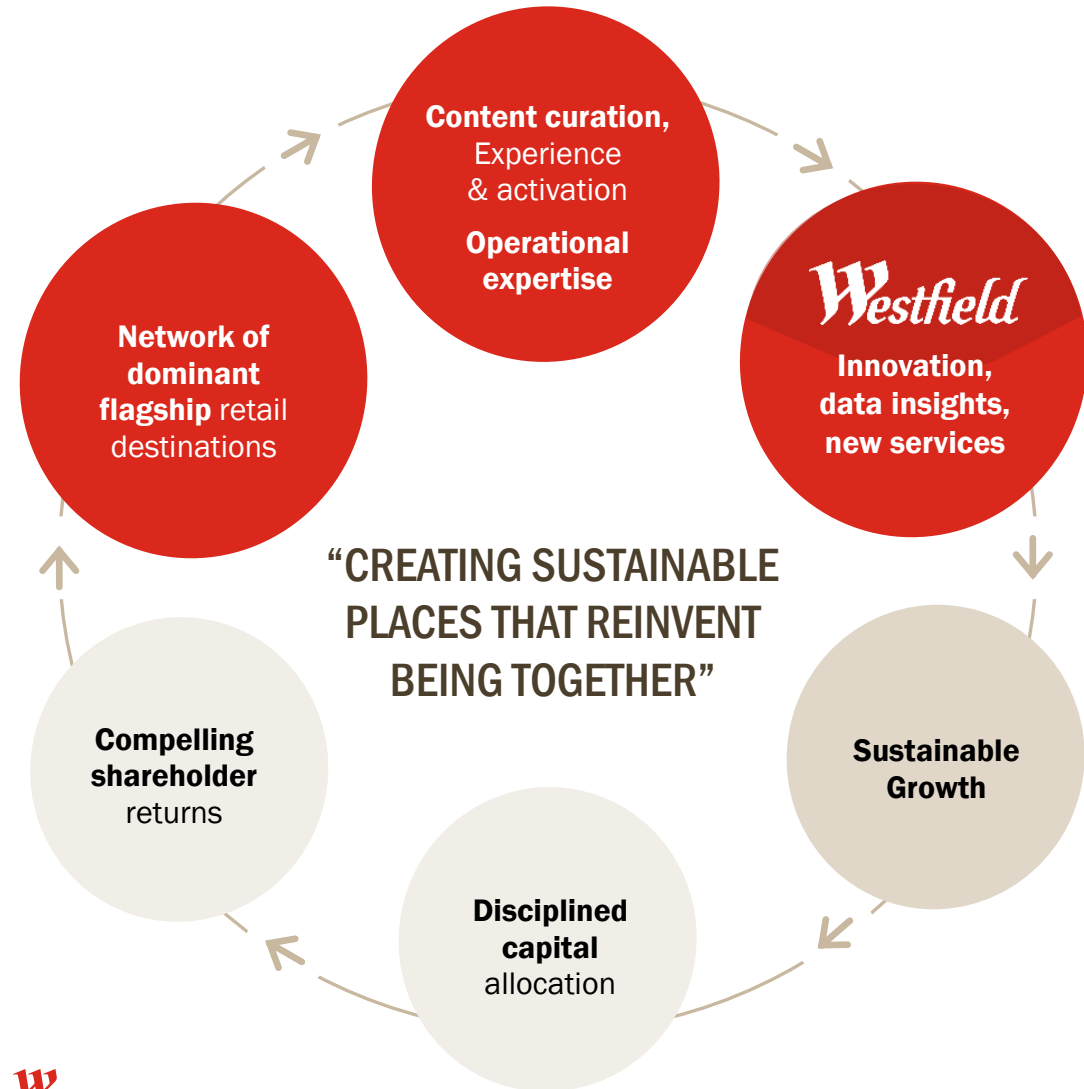 Content curation,
Experience
& activation
Operational
expertise
Westfield
Innovation,
data insights,
new services
Network of
dominant
flagship retail
destinations
“CREATING SUSTAINABLE
PLACES THAT REINVENT
BEING TOGETHER”
Compelling
shareholder
returns
Sustainable
Growth
Disciplined
capital
allocation
W